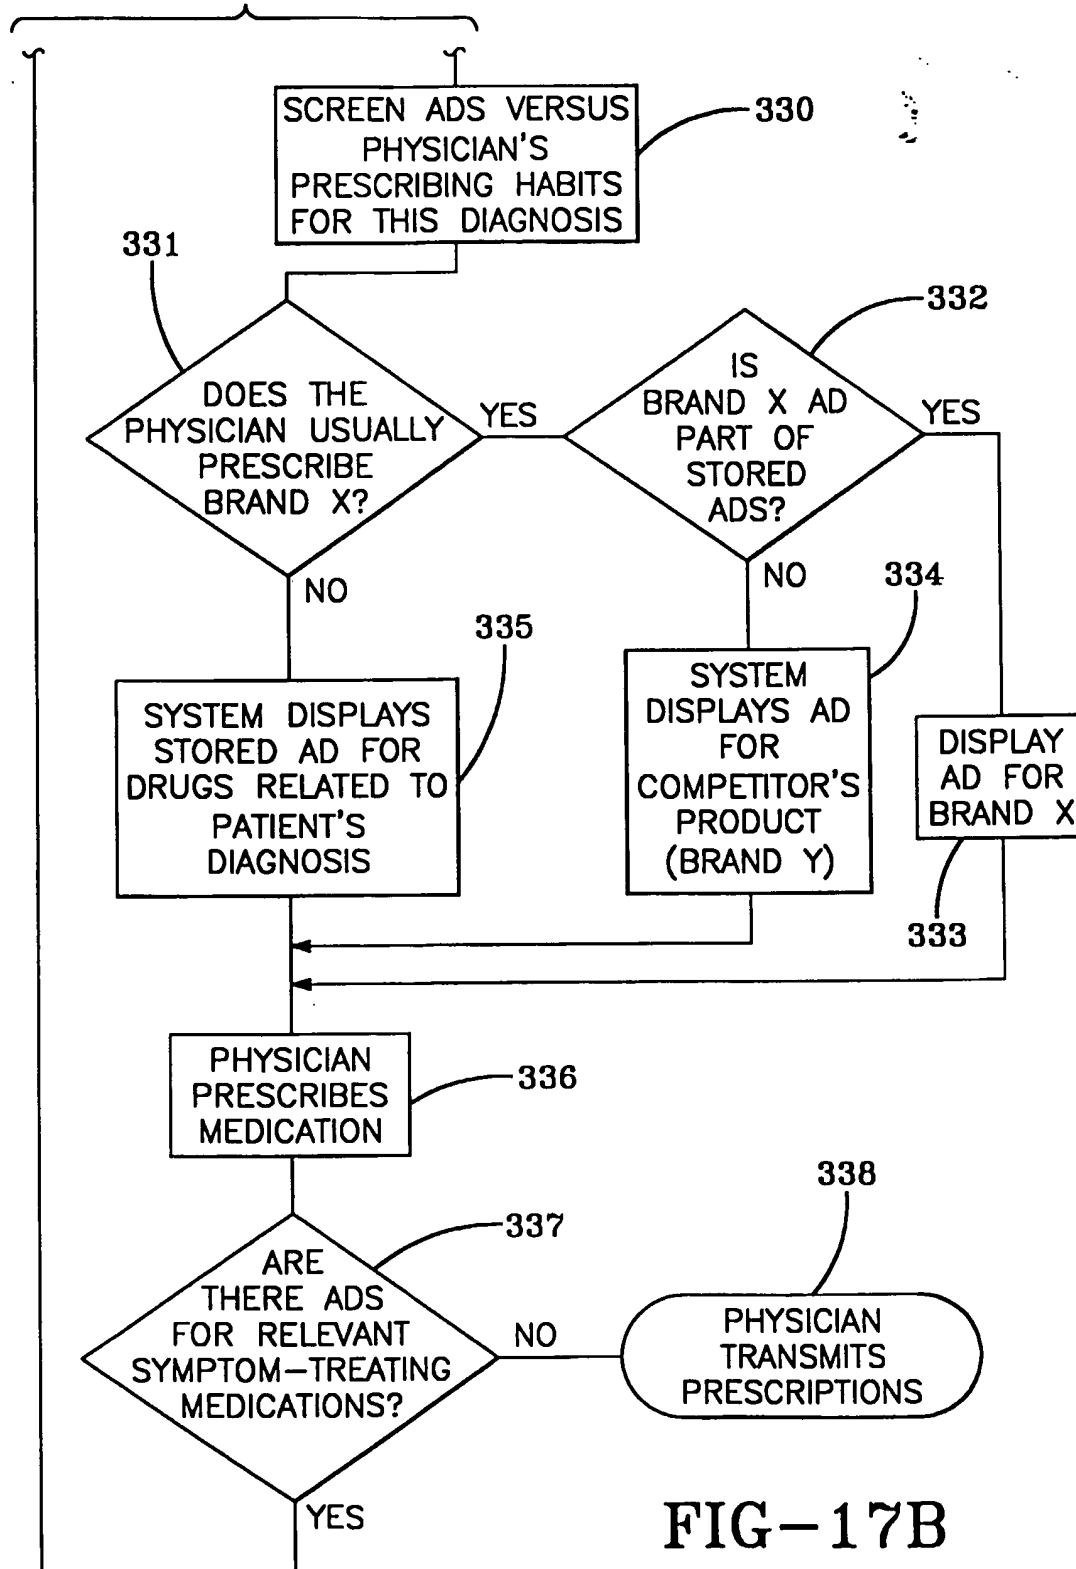 SCREEN ADS VERSUS
PHYSICIAN'S
PRESCRIBING HABITS
FOR THIS DIAGNOSIS
330
331
DOES THE
PHYSICIAN USUALLY
PRESCRIBE
BRAND X?
YES
NO
332
IS
BRAND X AD
PART OF
STORED
ADS?
YES
NO
335
SYSTEM DISPLAYS
STORED AD FOR
DRUGS RELATED TO
PATIENT'S
DIAGNOSIS
334
SYSTEM
DISPLAYS AD
FOR
COMPETITOR'S
PRODUCT
(BRAND Y)
DISPLAY
AD FOR
BRAND X
333
PHYSICIAN
PRESCRIBES
MEDICATION
336
337
ARE
THERE ADS
FOR RELEVANT
SYMPTOM-TREATING
MEDICATIONS?
NO
YES
338
PHYSICIAN
TRANSMITS
PRESCRIPTIONS
FIG-17B